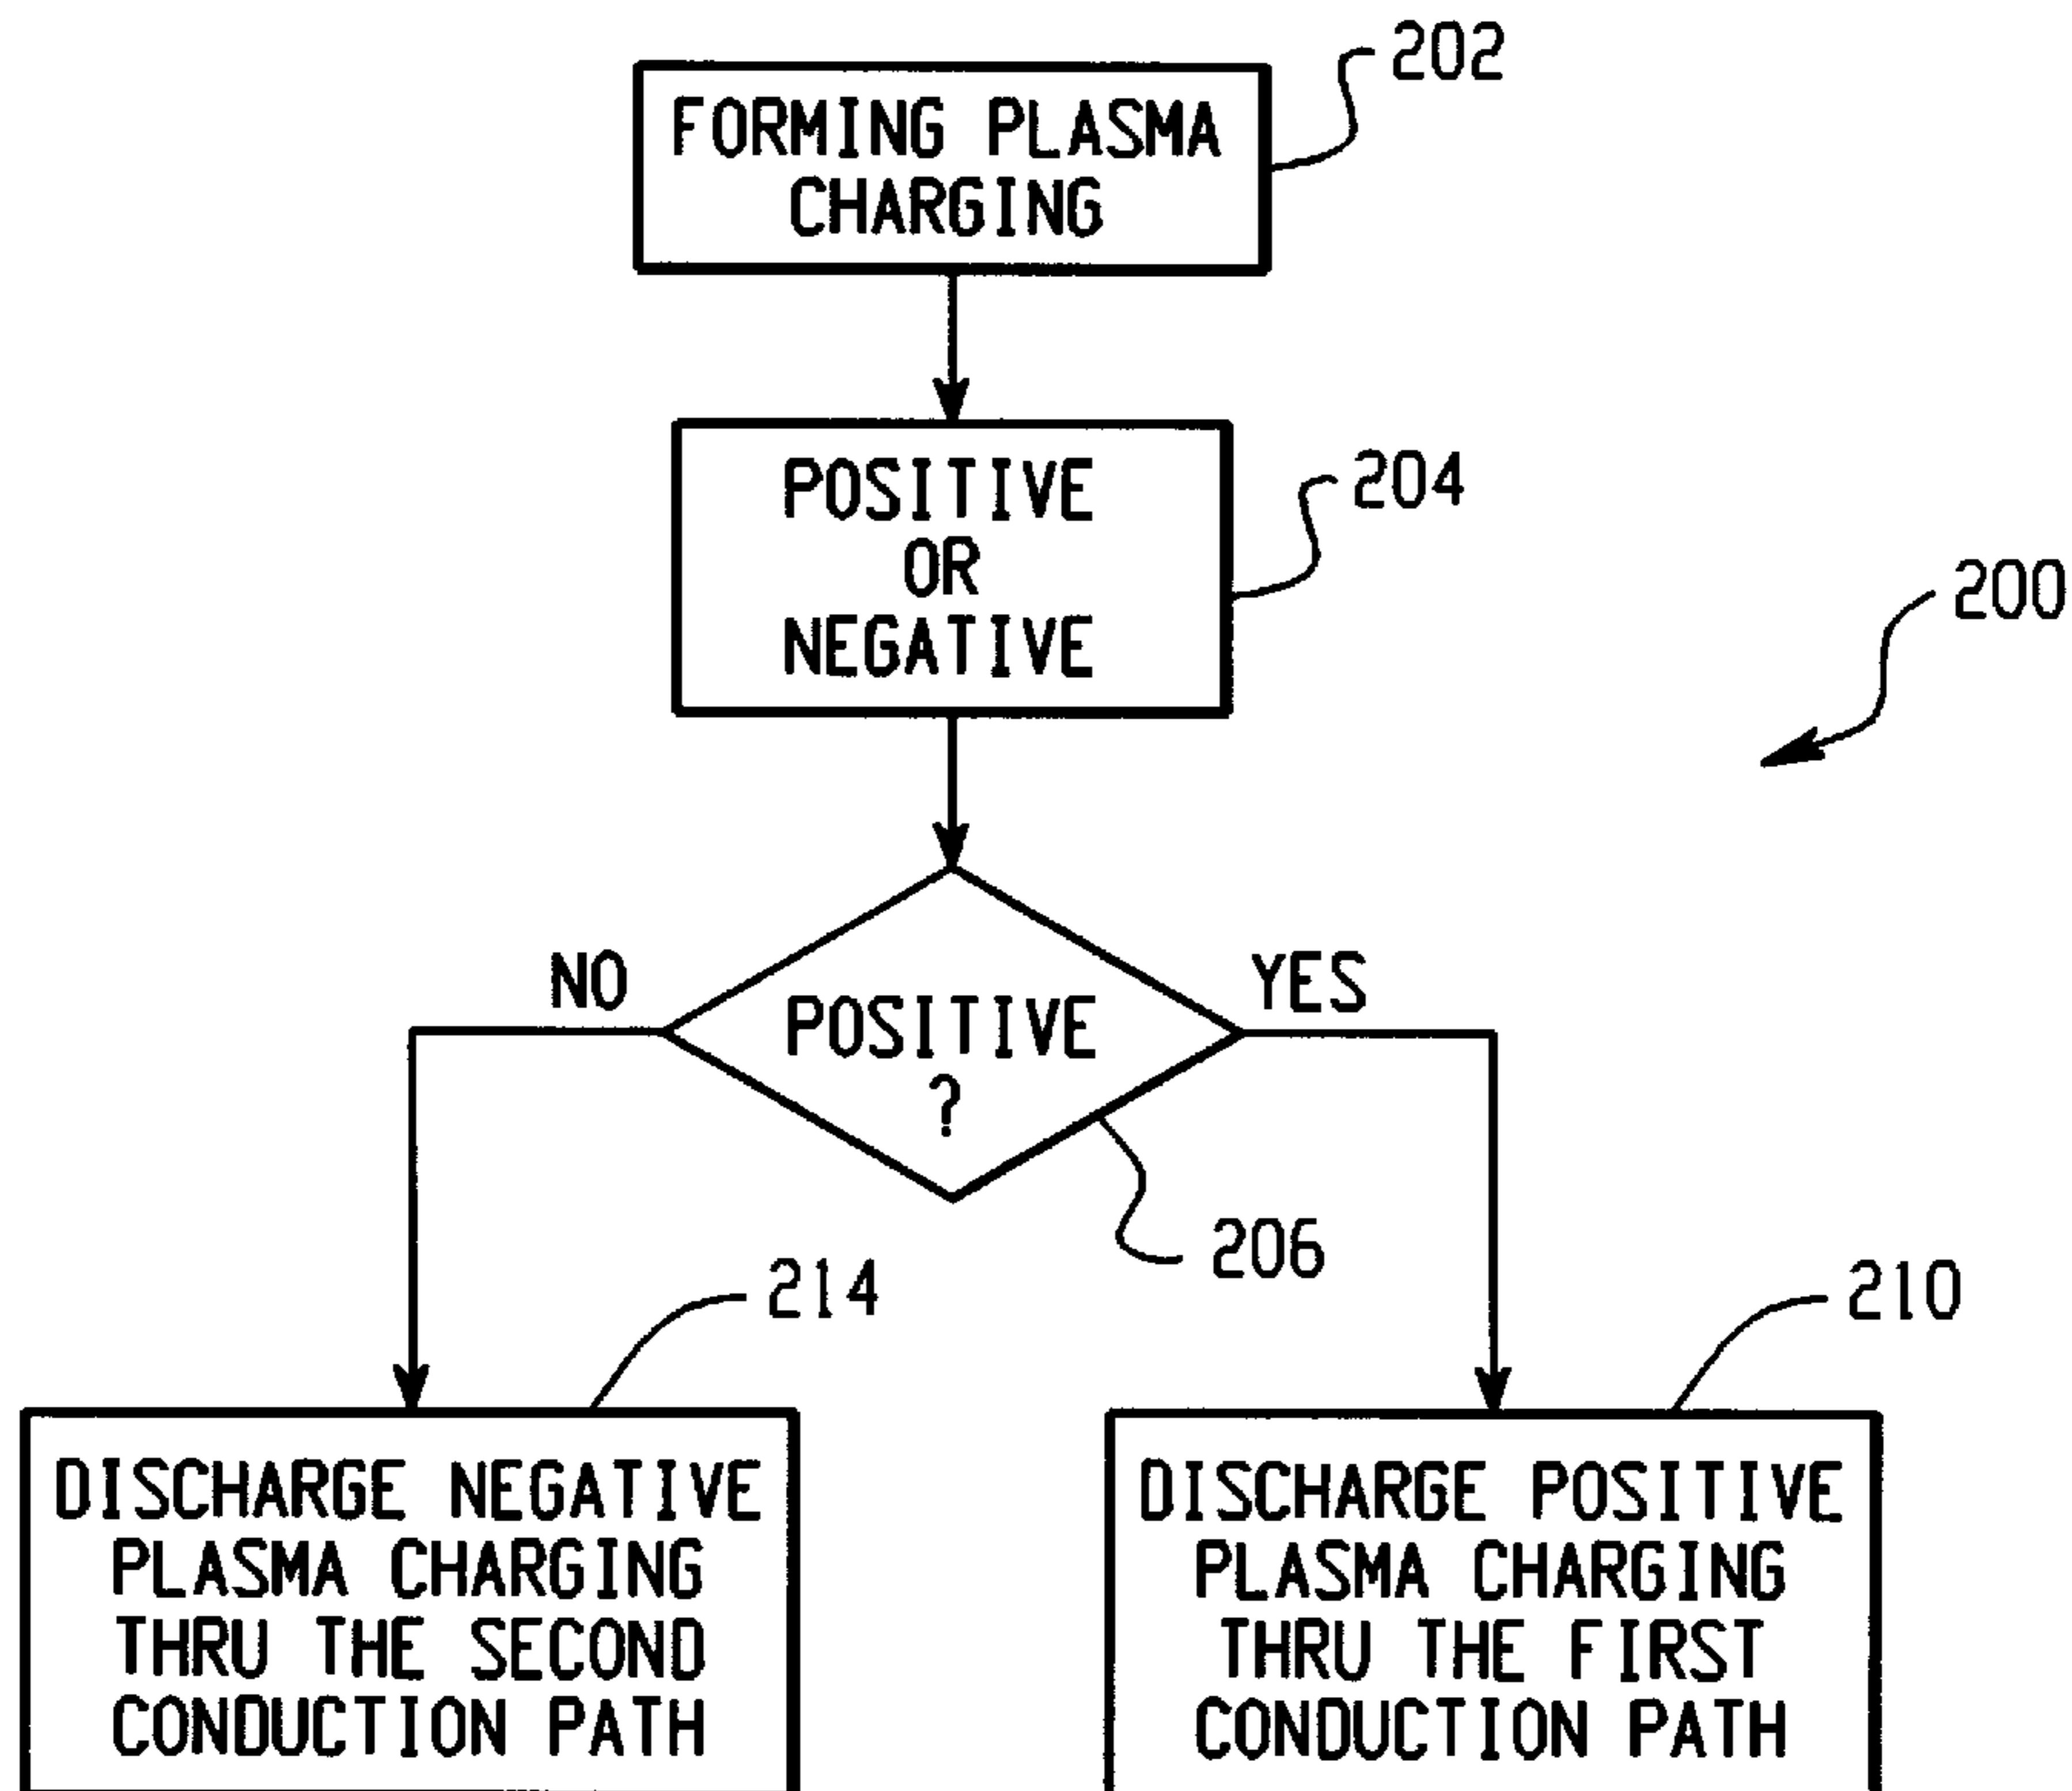 202
FORMING PLASMA
CHARGING
204
POSITIVE
OR
NEGATIVE
200
NO
YES
POSITIVE
?
206
214
210
DISCHARGE NEGATIVE
PLASMA CHARGING
THRU THE SECOND
CONDUCTION PATH
DISCHARGE POSITIVE
PLASMA CHARGING
THRU THE FIRST
CONDUCTION PATH